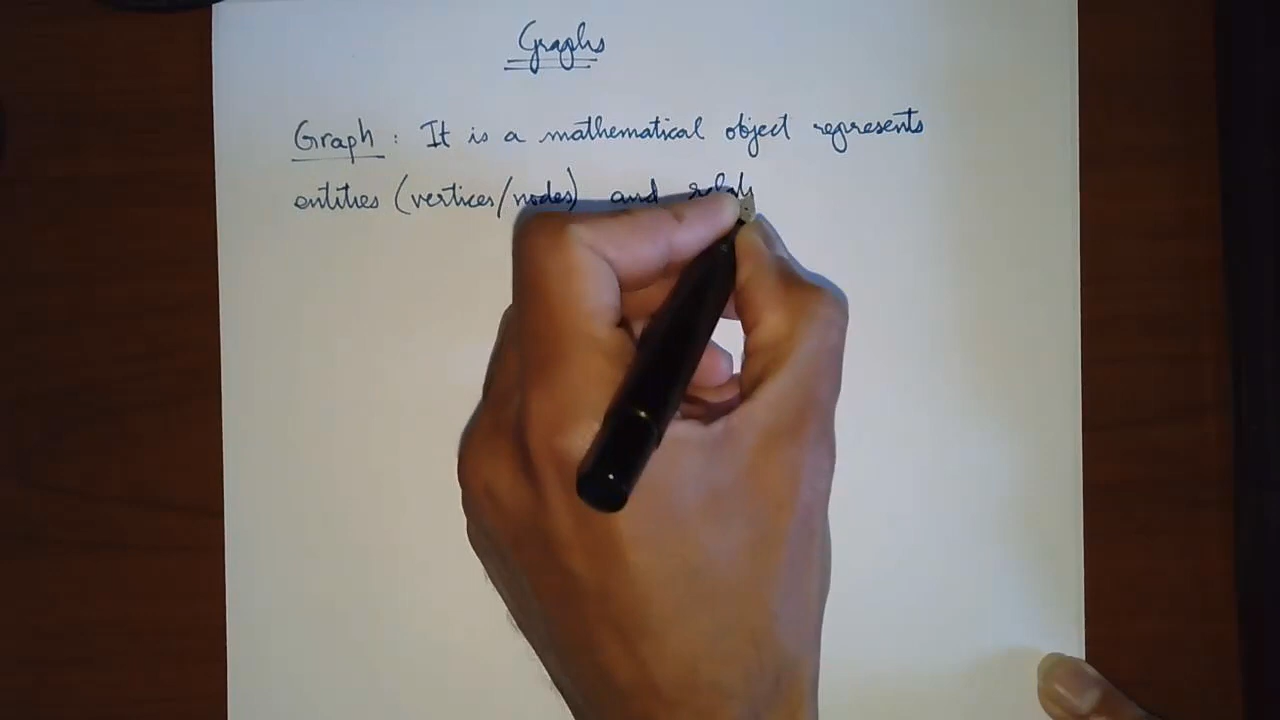 Graphs
Graph : It is a mathematical object represents
entities (vertices/nodes) and